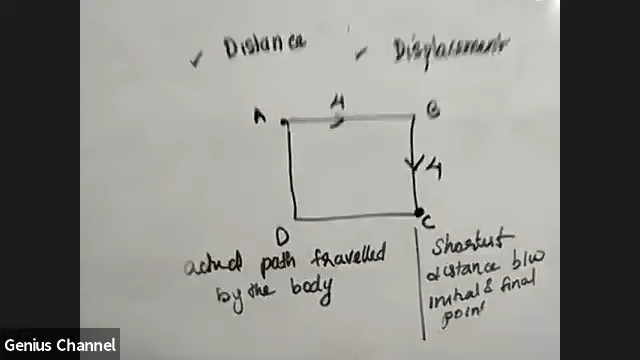 ✓ Distance
✓ Displacement
4
A
B
4
D
C
actual path travelled
by the body
Shortest
distance b/w
initial & final
point
Genius Channel